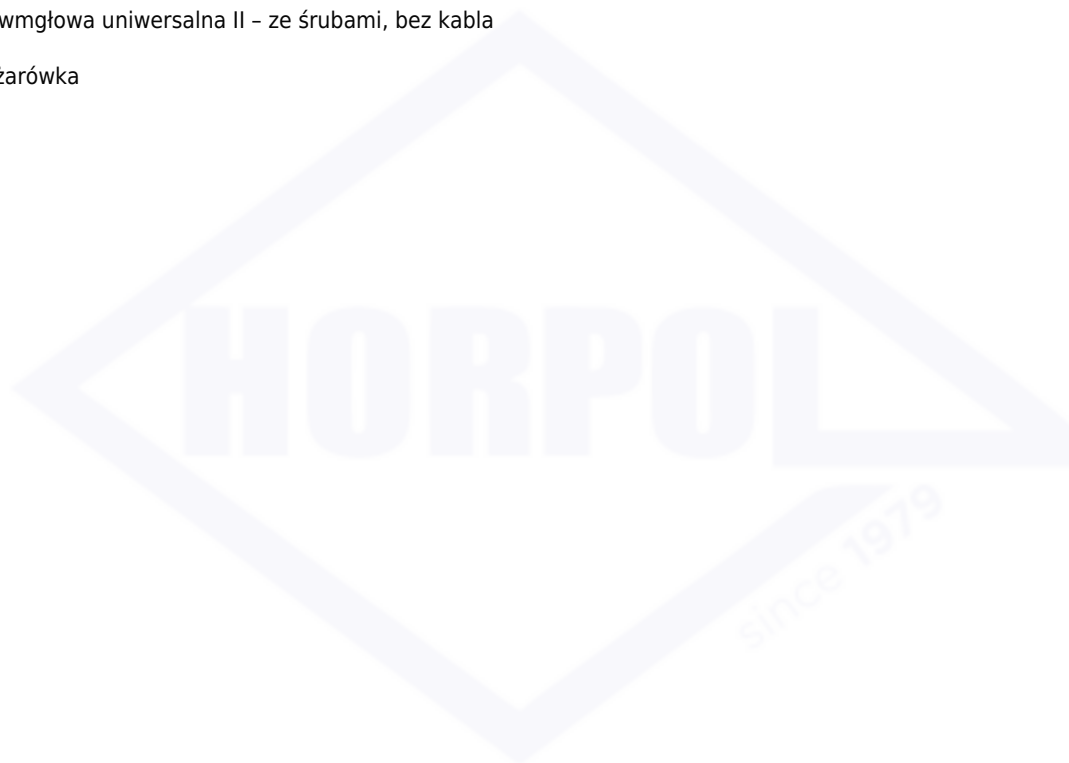 wmgłowa uniwersalna II – ze śrubami, bez kabla
żarówka
HORPOL
since 1979